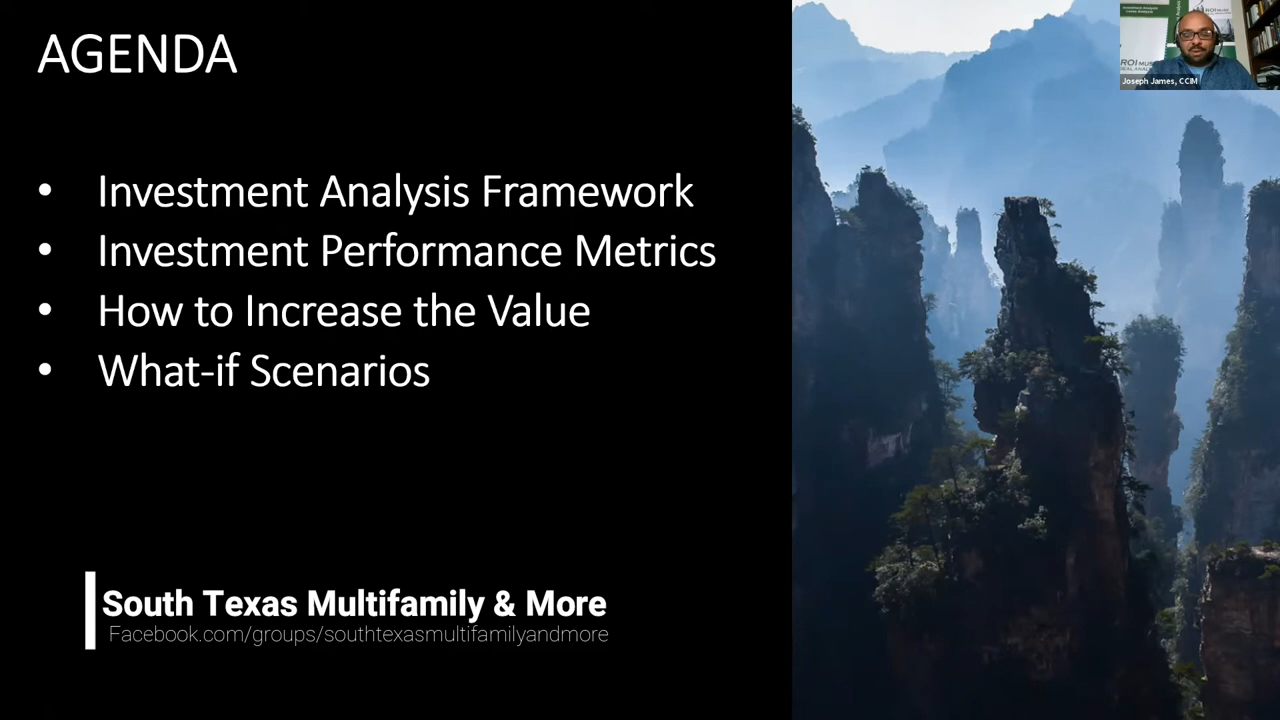 AGENDA
• Investment Analysis Framework
• Investment Performance Metrics
• How to Increase the Value
• What-if Scenarios
South Texas Multifamily & More
Facebook.com/groups/southtexasmultifamilyandmore
Joseph James, CCIM